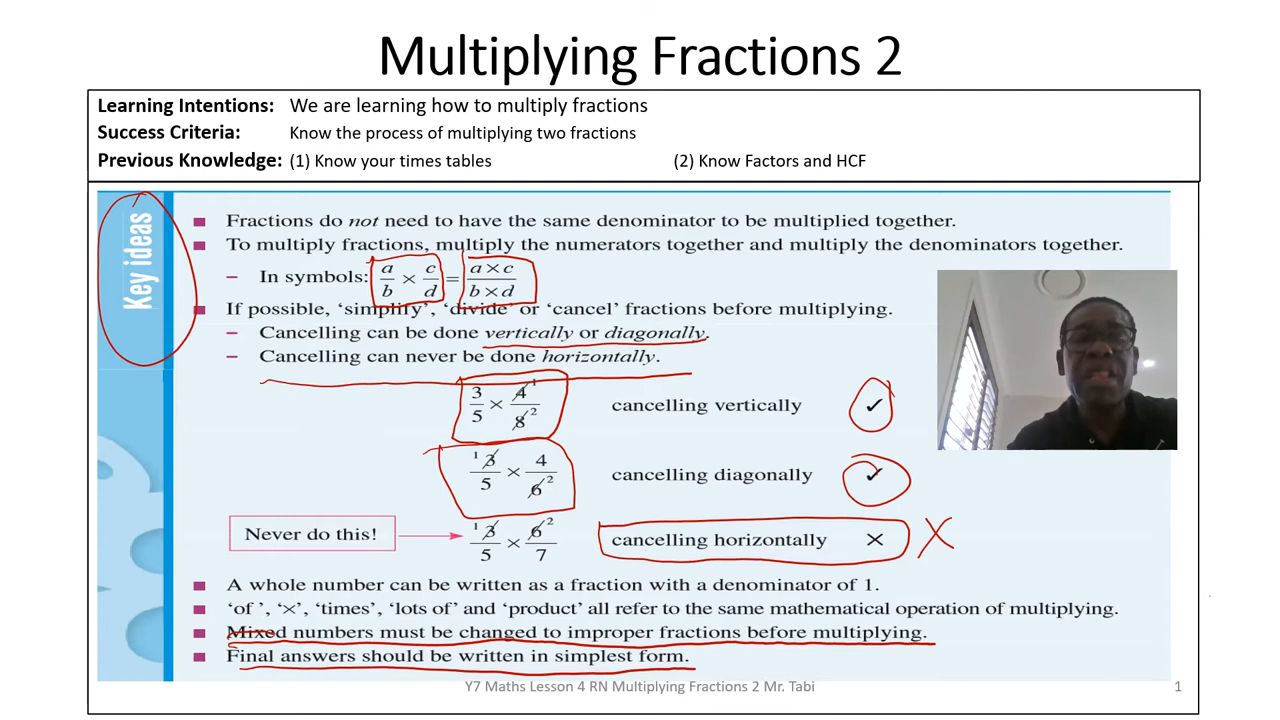 Multiplying Fractions 2
Learning Intentions: We are learning how to multiply fractions
Success Criteria: Know the process of multiplying two fractions
Previous Knowledge: (1) Know your times tables (2) Know Factors and HCF
Key ideas
Fractions do not need to have the same denominator to be multiplied together.
To multiply fractions, multiply the numerators together and multiply the denominators together.
– In symbols: a/b × c/d = a × c / b × d
If possible, ‘simplify’, ‘divide’ or ‘cancel’ fractions before multiplying.
– Cancelling can be done vertically or diagonally.
– Cancelling can never be done horizontally.
3/5 × 4 1/8 2 cancelling vertically ✓
1 3/5 × 4/6 2 cancelling diagonally ✓
Never do this! 1 3/5 × 6 2/7 cancelling horizontally × X
A whole number can be written as a fraction with a denominator of 1.
‘of ’, ‘×’, ‘times’, ‘lots of’ and ‘product’ all refer to the same mathematical operation of multiplying.
Mixed numbers must be changed to improper fractions before multiplying.
Final answers should be written in simplest form.
Y7 Maths Lesson 4 RN Multiplying Fractions 2 Mr. Tabi 1